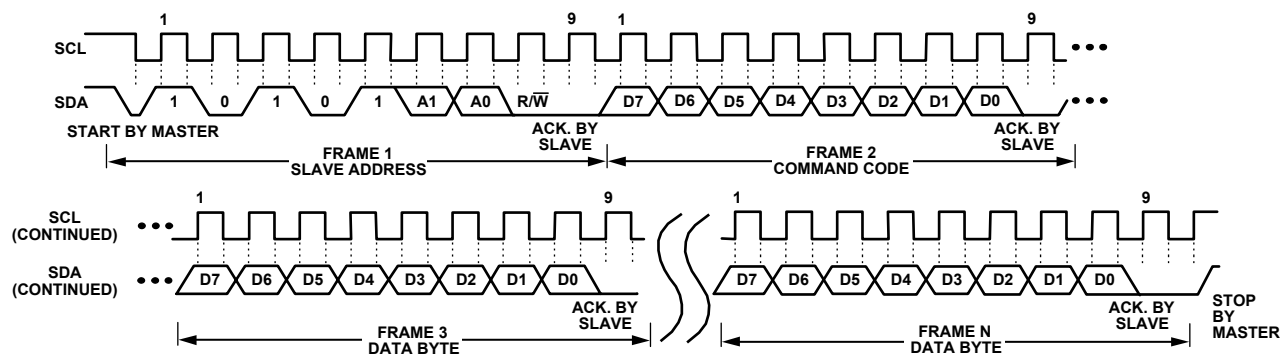 1 9 1 9
SCL
SDA 1 0 1 0 1 A1 A0 R/W̅ D7 D6 D5 D4 D3 D2 D1 D0
START BY MASTER ACK. BY SLAVE ACK. BY SLAVE
FRAME 1 SLAVE ADDRESS FRAME 2 COMMAND CODE
1 9 1 9
SCL (CONTINUED)
SDA (CONTINUED) D7 D6 D5 D4 D3 D2 D1 D0 D7 D6 D5 D4 D3 D2 D1 D0
ACK. BY SLAVE ACK. BY SLAVE STOP BY MASTER
FRAME 3 DATA BYTE FRAME N DATA BYTE